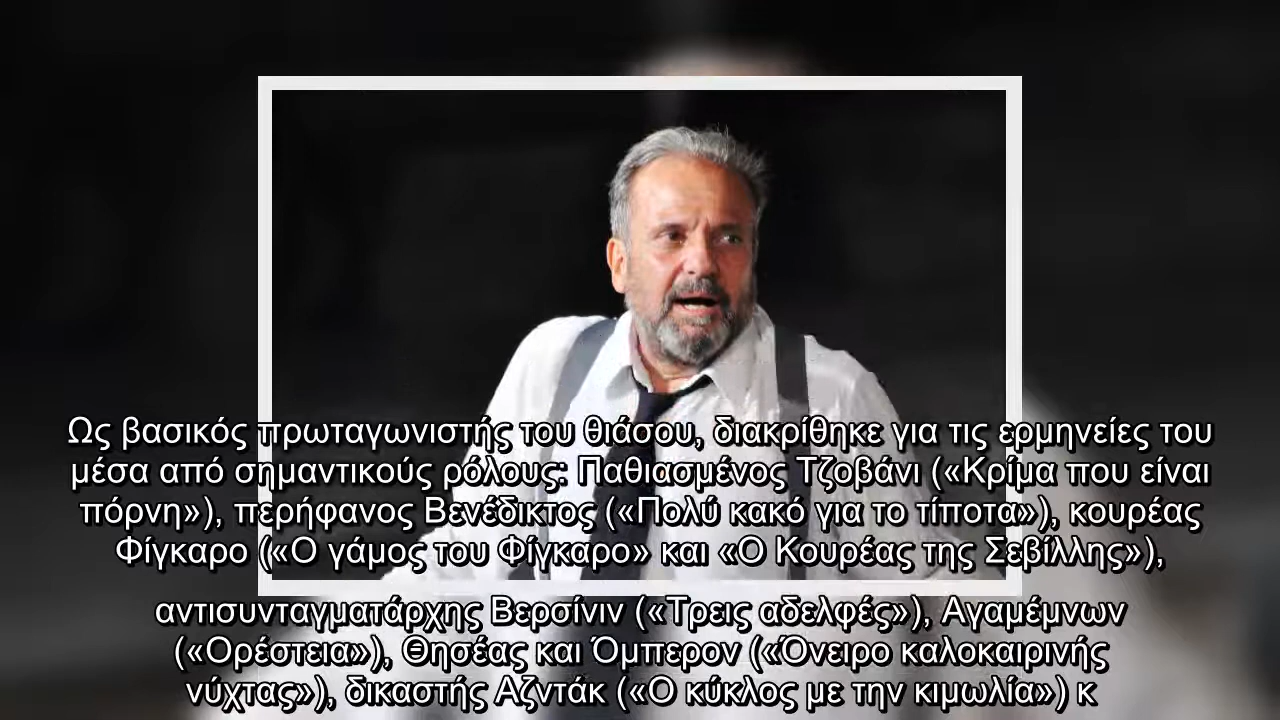 Ως βασικός πρωταγωνιστής του θιάσου, διακρίθηκε για τις ερμηνείες του
μέσα από σημαντικούς ρόλους: Παθιασμένος Τζοβάνι («Κρίμα που είναι
πόρνη»), περήφανος Βενέδικτος («Πολύ κακό για το τίποτα»), κουρέας
Φίγκαρο («Ο γάμος του Φίγκαρο» και «Ο Κουρέας της Σεβίλλης»),
αντισυνταγματάρχης Βερσίνιν («Τρεις αδελφές»), Αγαμέμνων
(«Ορέστεια»), Θησέας και Όμπερον («Όνειρο καλοκαιρινής
νύχτας»), δικαστής Αζντάκ («Ο κύκλος με την κιμωλία») κ